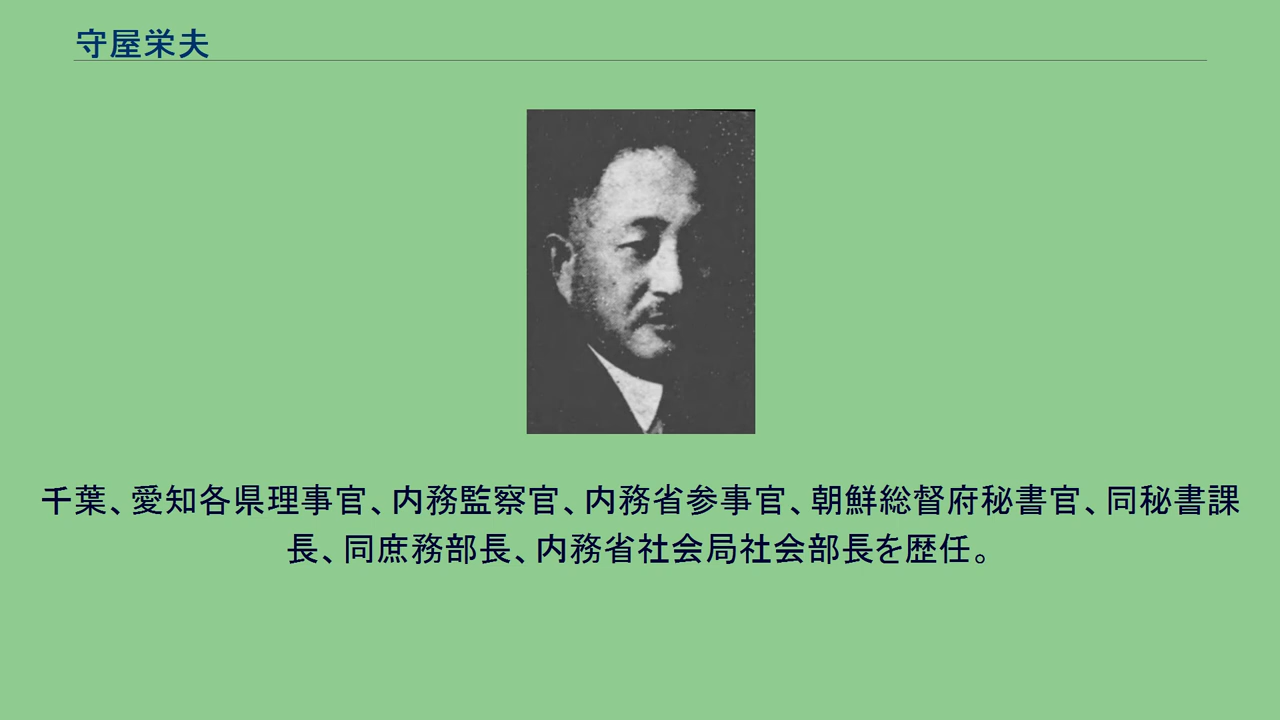 守屋栄夫
千葉、愛知各県理事官、内務監察官、内務省参事官、朝鮮総督府秘書官、同秘書課
長、同庶務部長、内務省社会局社会部長を歴任。